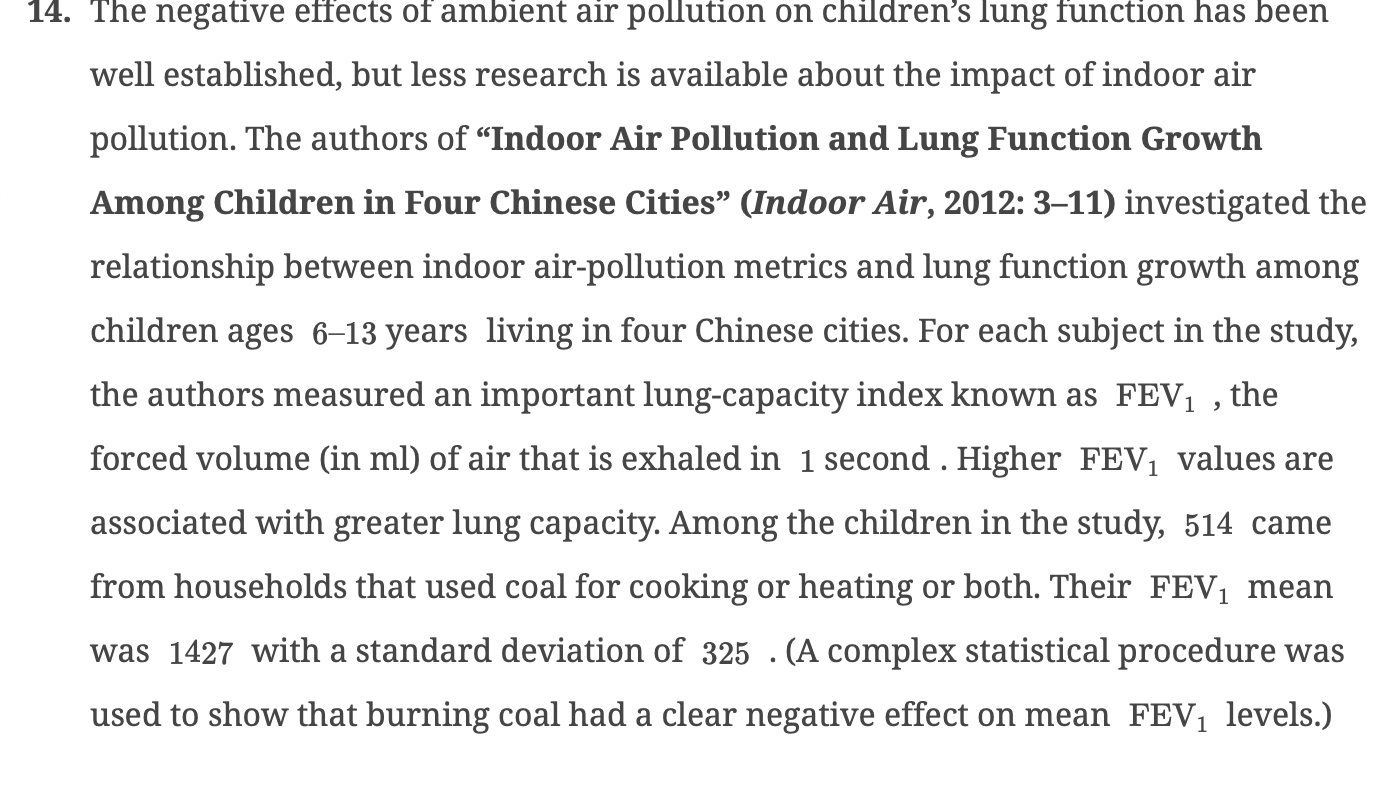 14. The negative effects of ambient air pollution on children’s lung function has been
well established, but less research is available about the impact of indoor air
pollution. The authors of “Indoor Air Pollution and Lung Function Growth
Among Children in Four Chinese Cities” (Indoor Air, 2012: 3–11) investigated the
relationship between indoor air-pollution metrics and lung function growth among
children ages 6–13 years living in four Chinese cities. For each subject in the study,
the authors measured an important lung-capacity index known as FEV₁ , the
forced volume (in ml) of air that is exhaled in 1 second . Higher FEV₁ values are
associated with greater lung capacity. Among the children in the study, 514 came
from households that used coal for cooking or heating or both. Their FEV₁ mean
was 1427 with a standard deviation of 325 . (A complex statistical procedure was
used to show that burning coal had a clear negative effect on mean FEV₁ levels.)